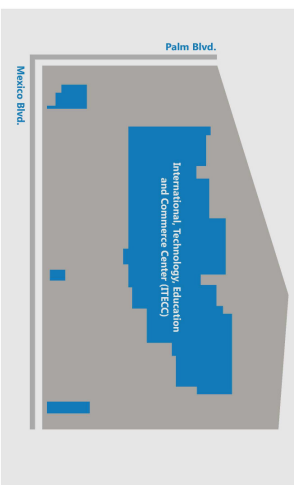 Palm Blvd.
Mexico Blvd.
International, Technology, Education
and Commerce Center (ITECC)